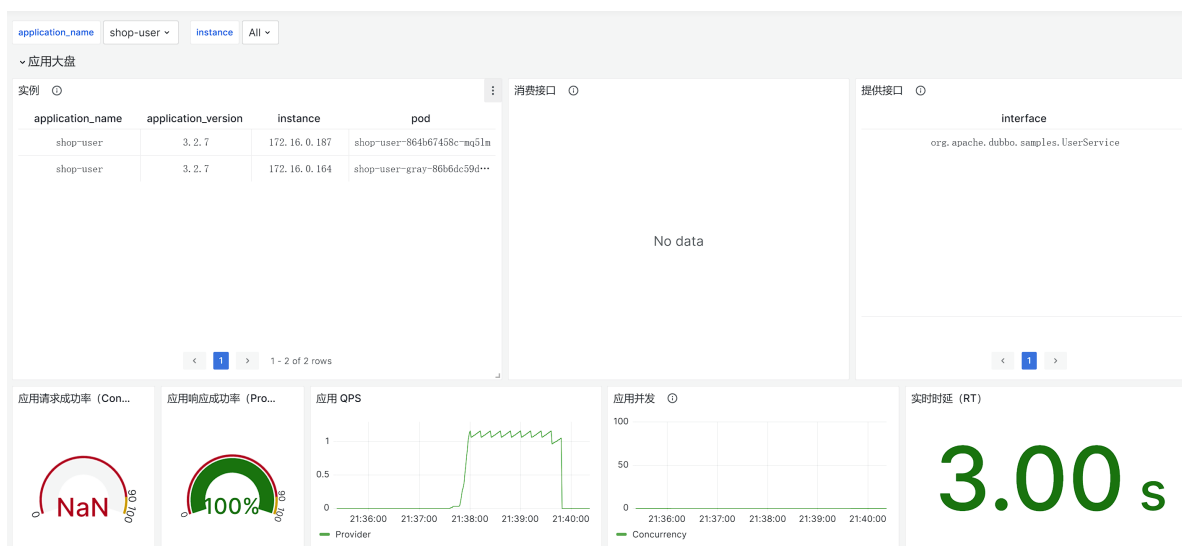 application_name shop-user instance All
应用大盘
实例
application_name application_version instance pod
shop-user 3.2.7 172.16.0.187 shop-user-864b67458c-mq5lm
shop-user 3.2.7 172.16.0.164 shop-user-gray-86b6dc59d…
1 1 - 2 of 2 rows
消费接口
No data
提供接口
interface
org.apache.dubbo.samples.UserService
1
应用请求成功率（Con...
NaN
0 90 100
应用响应成功率（Pro...
100%
0 90 100
应用 QPS
1
0.5
0
21:36:00 21:37:00 21:38:00 21:39:00 21:40:00
Provider
应用并发
100
50
0
21:36:00 21:37:00 21:38:00 21:39:00 21:40:00
Concurrency
实时时延（RT）
3.00 s